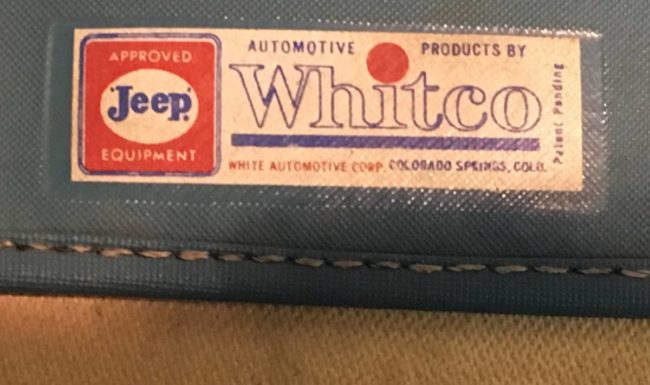 APPROVED
'Jeep'
EQUIPMENT
AUTOMOTIVE PRODUCTS BY
Whitco
WHITE AUTOMOTIVE CORP. COLORADO SPRINGS, COLO.
Patent Pending